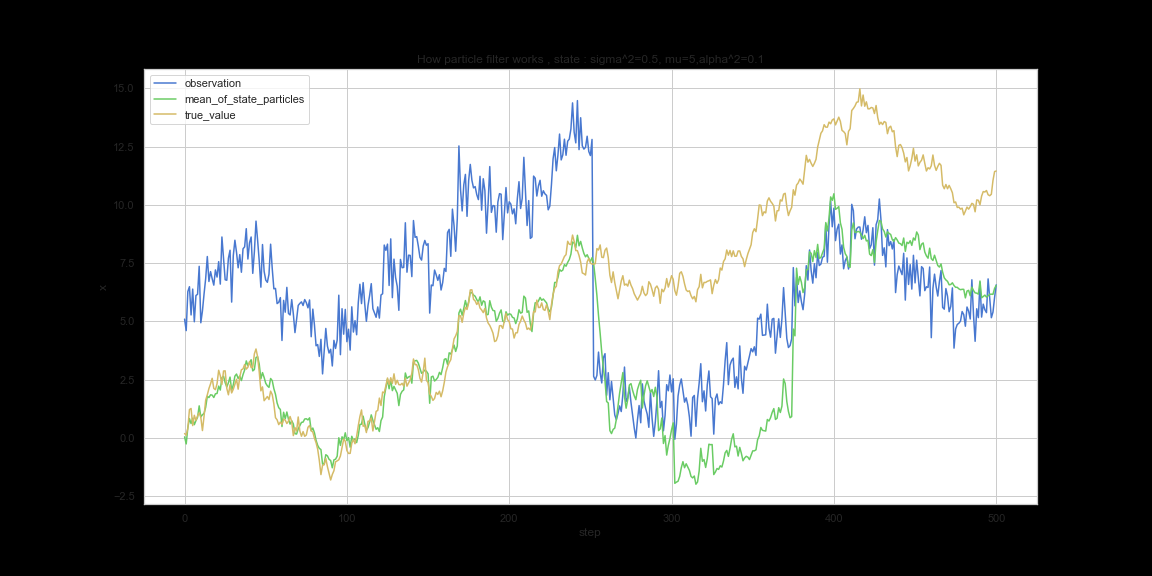 How particle filter works , state : sigma^2=0.5, mu=5,alpha^2=0.1
observation
mean_of_state_particles
true_value
15.0
12.5
10.0
7.5
5.0
2.5
0.0
−2.5
x
0 100 200 300 400 500
step